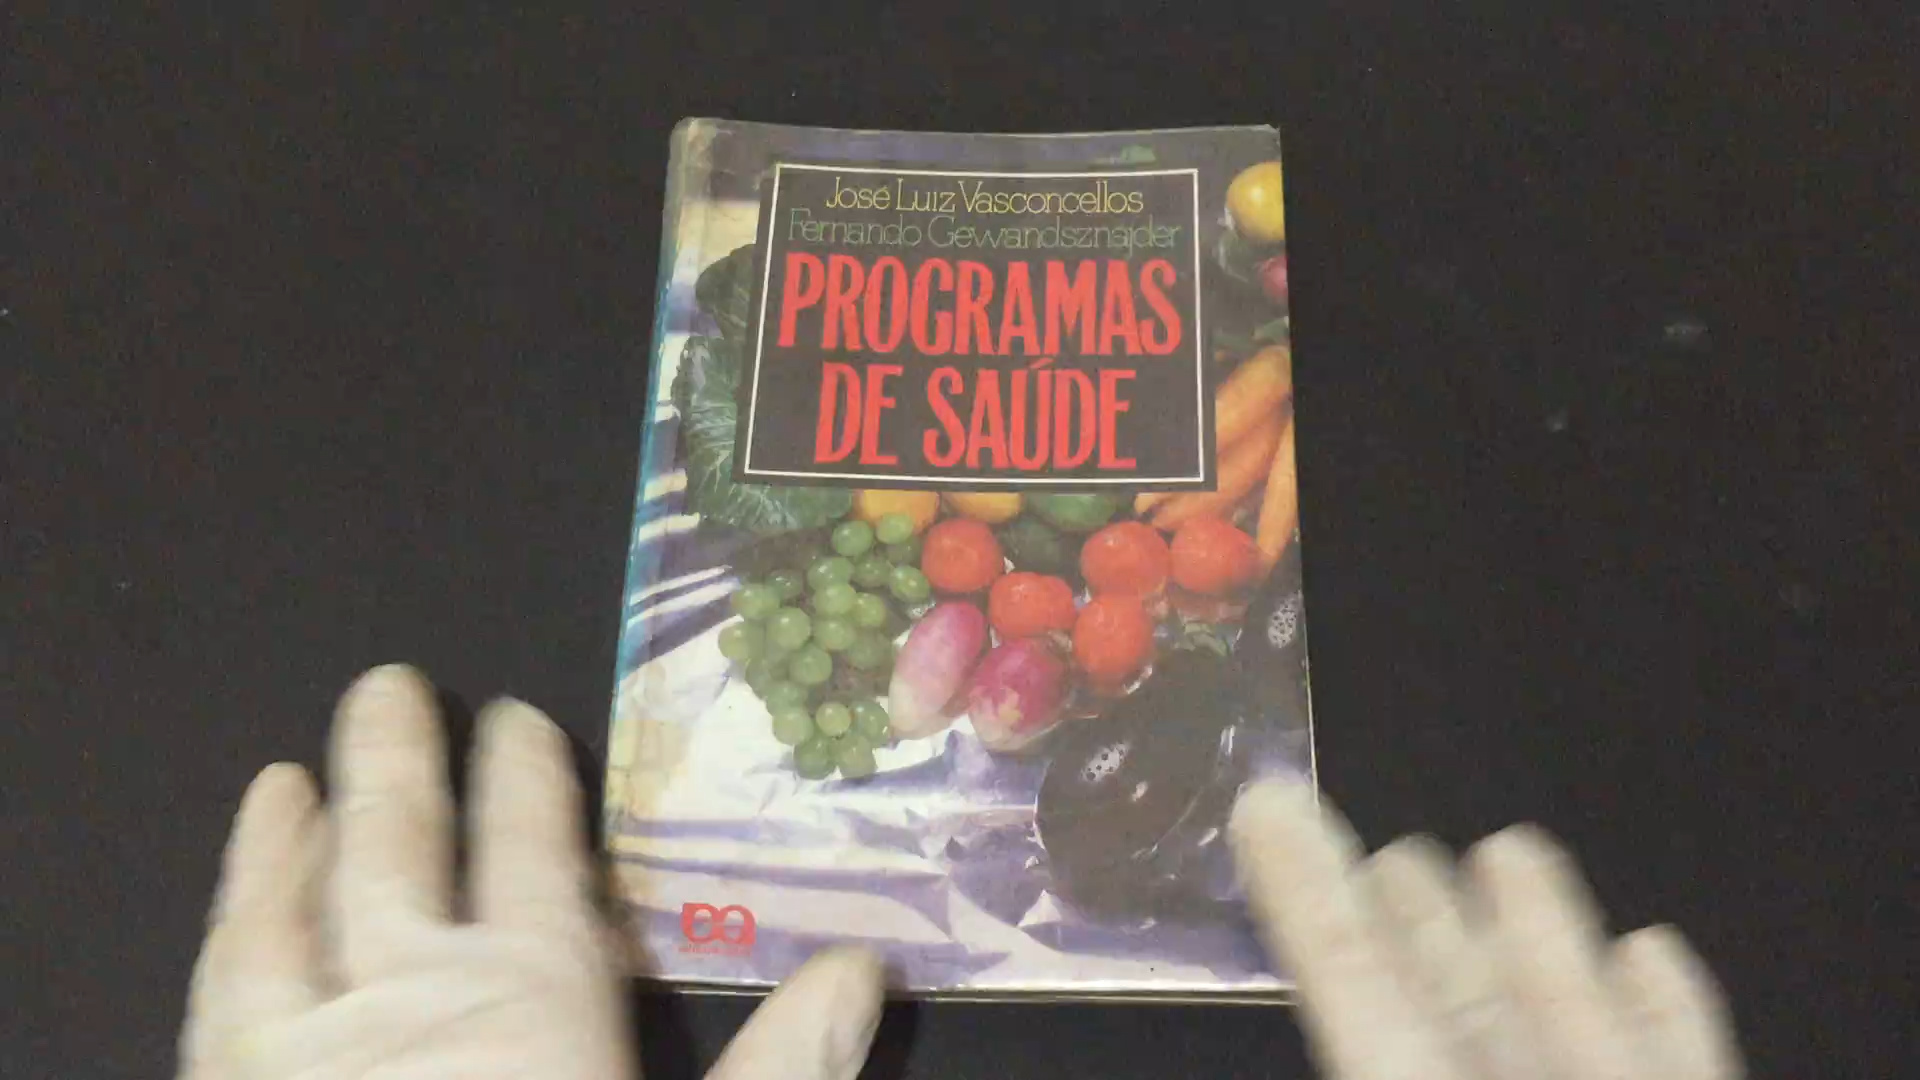 José Luiz Vasconcellos
Fernando Gewandsznajder
PROGRAMAS
DE SAÚDE